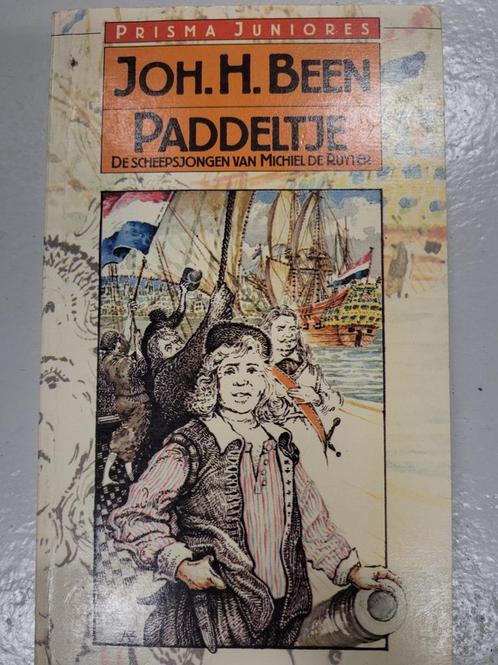 PRISMA JUNIORES
JOH. H. BEEN
PADDELTJE
DE SCHEEPSJONGEN VAN MICHIEL DE RUYTER